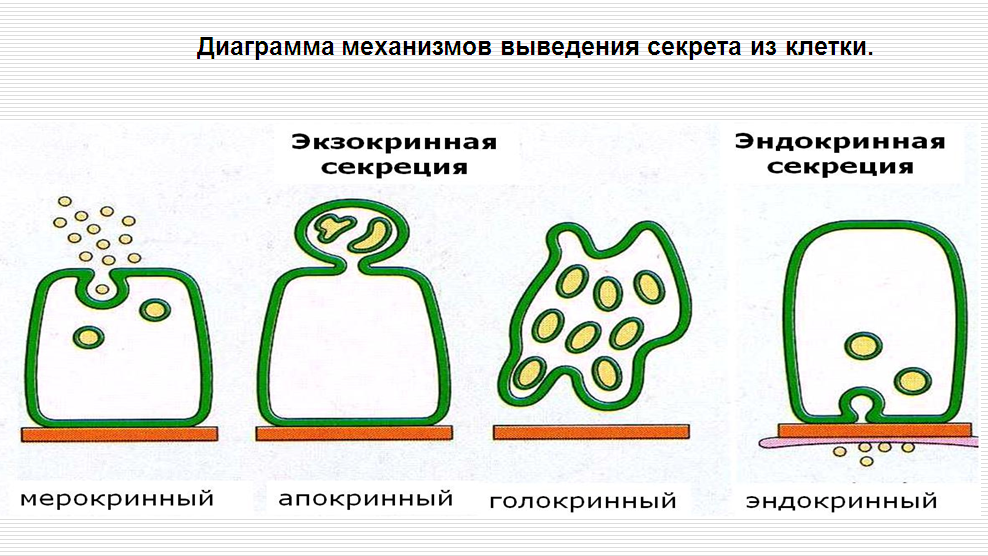 Диаграмма механизмов выведения секрета из клетки.
Экзокринная
секреция
Эндокринная
секреция
мерокринный
апокринный
голокринный
эндокринный